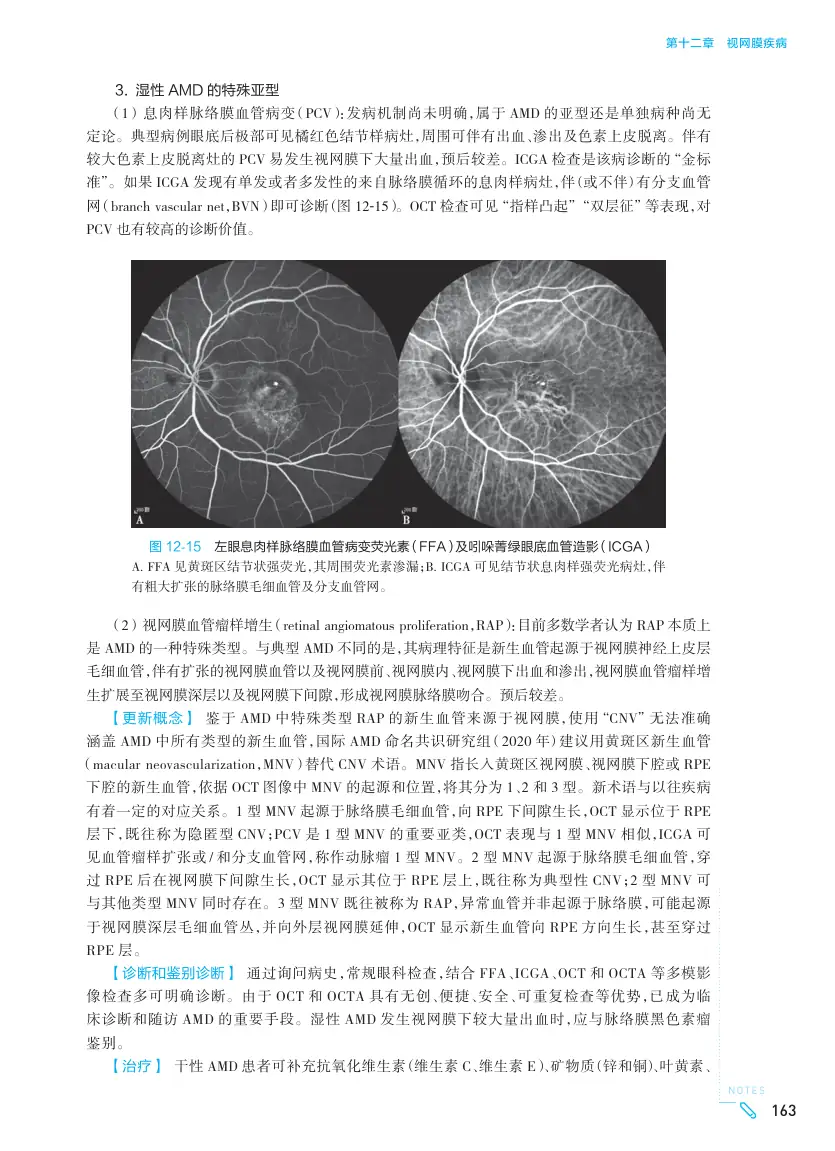 第十二章 视网膜疾病
3. 湿性 AMD 的特殊亚型
（1）息肉样脉络膜血管病变（PCV）：发病机制尚未明确，属于 AMD 的亚型还是单独病种尚无
定论。典型病例眼底后极部可见橘红色结节样病灶，周围可伴有出血、渗出及色素上皮脱离。伴有
较大色素上皮脱离灶的 PCV 易发生视网膜下大量出血，预后较差。ICGA 检查是该病诊断的“金标
准”。如果 ICGA 发现有单发或者多发性的来自脉络膜循环的息肉样病灶，伴（或不伴）有分支血管
网（branch vascular net，BVN）即可诊断（图 12-15）。OCT 检查可见“指样凸起”“双层征”等表现，对
PCV 也有较高的诊断价值。
A
B
图 12-15 左眼息肉样脉络膜血管病变荧光素（FFA）及吲哚菁绿眼底血管造影（ICGA）
A. FFA 见黄斑区结节状强荧光，其周围荧光素渗漏；B. ICGA 可见结节状息肉样强荧光病灶，伴
有粗大扩张的脉络膜毛细血管及分支血管网。
（2）视网膜血管瘤样增生（retinal angiomatous proliferation，RAP）：目前多数学者认为 RAP 本质上
是 AMD 的一种特殊类型。与典型 AMD 不同的是，其病理特征是新生血管起源于视网膜神经上皮层
毛细血管，伴有扩张的视网膜血管以及视网膜前、视网膜内、视网膜下出血和渗出，视网膜血管瘤样增
生扩展至视网膜深层以及视网膜下间隙，形成视网膜脉络膜吻合。预后较差。
【更新概念】 鉴于 AMD 中特殊类型 RAP 的新生血管来源于视网膜，使用“CNV”无法准确
涵盖 AMD 中所有类型的新生血管，国际 AMD 命名共识研究组（2020 年）建议用黄斑区新生血管
（macular neovascularization，MNV）替代 CNV 术语。MNV 指长入黄斑区视网膜、视网膜下腔或 RPE
下腔的新生血管，依据 OCT 图像中 MNV 的起源和位置，将其分为 1、2 和 3 型。新术语与以往疾病
有着一定的对应关系。1 型 MNV 起源于脉络膜毛细血管，向 RPE 下间隙生长，OCT 显示位于 RPE
层下，既往称为隐匿型 CNV；PCV 是 1 型 MNV 的重要亚类，OCT 表现与 1 型 MNV 相似，ICGA 可
见血管瘤样扩张或/和分支血管网，称作动脉瘤 1 型 MNV。2 型 MNV 起源于脉络膜毛细血管，穿
过 RPE 后在视网膜下间隙生长，OCT 显示其位于 RPE 层上，既往称为典型性 CNV；2 型 MNV 可
与其他类型 MNV 同时存在。3 型 MNV 既往被称为 RAP，异常血管并非起源于脉络膜，可能起源
于视网膜深层毛细血管丛，并向外层视网膜延伸，OCT 显示新生血管向 RPE 方向生长，甚至穿过
RPE 层。
【诊断和鉴别诊断】 通过询问病史，常规眼科检查，结合 FFA、ICGA、OCT 和 OCTA 等多模影
像检查多可明确诊断。由于 OCT 和 OCTA 具有无创、便捷、安全、可重复检查等优势，已成为临
床诊断和随访 AMD 的重要手段。湿性 AMD 发生视网膜下较大量出血时，应与脉络膜黑色素瘤
鉴别。
【治疗】 干性 AMD 患者可补充抗氧化维生素（维生素 C、维生素 E）、矿物质（锌和铜）、叶黄素、
NOTES
163